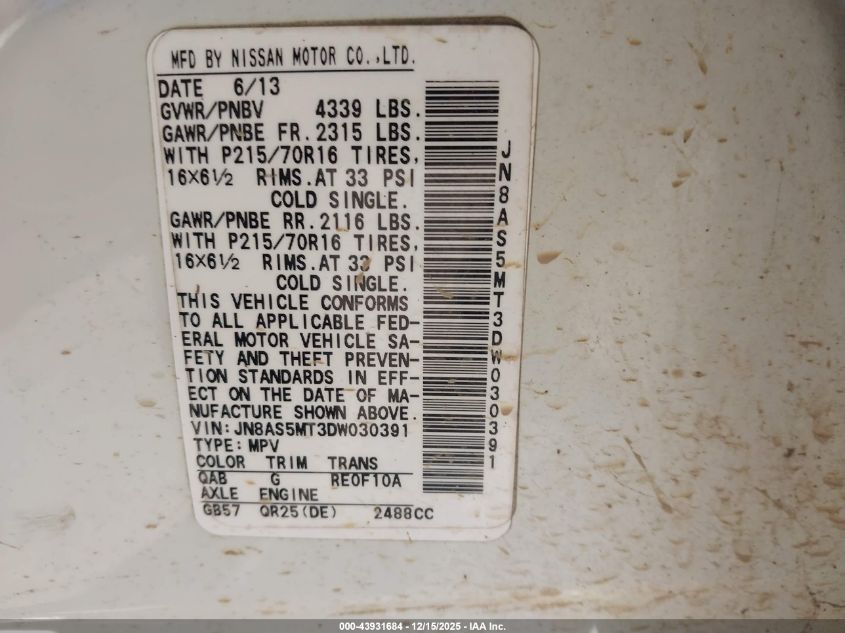 MFD BY NISSAN MOTOR CO.,LTD.
DATE 6/13
GVWR/PNBV 4339 LBS.
GAWR/PNBE FR. 2315 LBS.
WITH P215/70R16 TIRES,
16×6½ RIMS. AT 33 PSI
COLD SINGLE.
GAWR/PNBE RR. 2116 LBS.
WITH P215/70R16 TIRES,
16×6½ RIMS. AT 33 PSI
COLD SINGLE.
THIS VEHICLE CONFORMS
TO ALL APPLICABLE FED-
ERAL MOTOR VEHICLE SA-
FETY AND THEFT PREVEN-
TION STANDARDS IN EFF-
ECT ON THE DATE OF MA-
NUFACTURE SHOWN ABOVE.
VIN:JN8AS5MT3DW030391
TYPE:MPV
COLOR TRIM TRANS
QAB G RE0F10A
AXLE ENGINE
GB57 QR25(DE) 2488CC
JN8AS5MT3DW030391
000-43931684 - 12/15/2025 - IAA Inc.